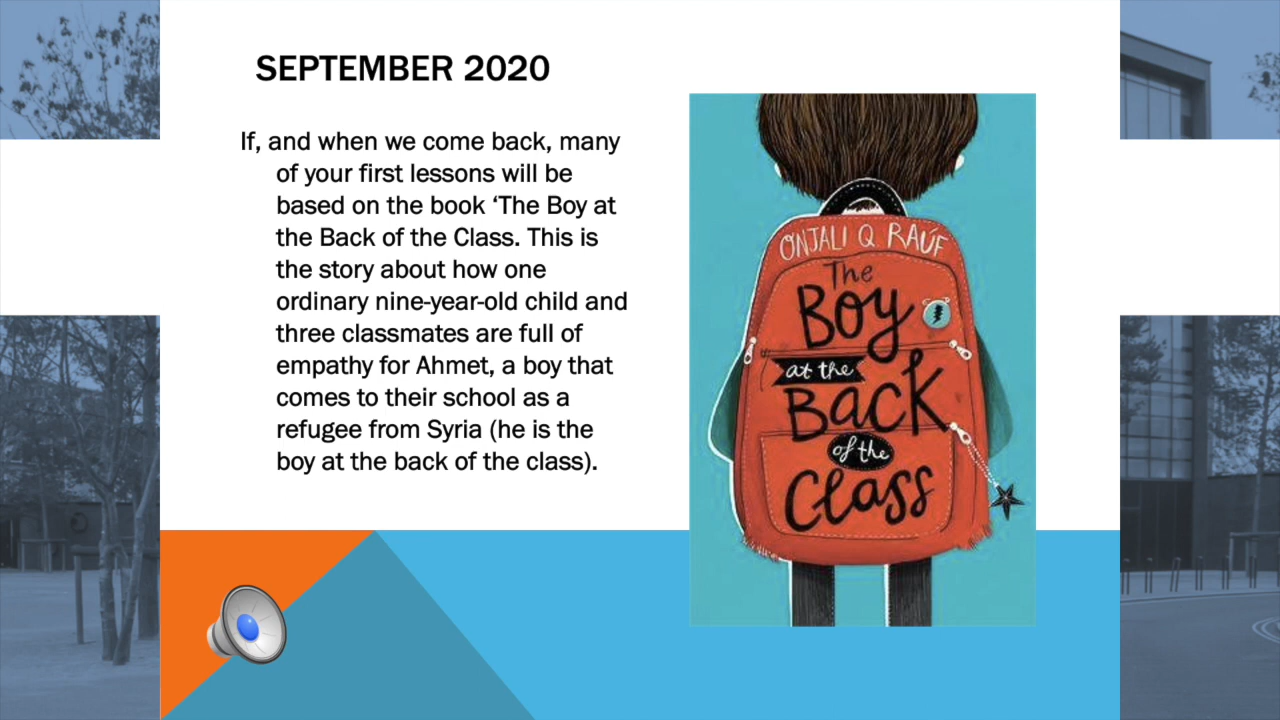 SEPTEMBER 2020
If, and when we come back, many
of your first lessons will be
based on the book ‘The Boy at
the Back of the Class. This is
the story about how one
ordinary nine-year-old child and
three classmates are full of
empathy for Ahmet, a boy that
comes to their school as a
refugee from Syria (he is the
boy at the back of the class).
ONJALI Q RAÚF
The
Boy
at the
Back
of the
Class